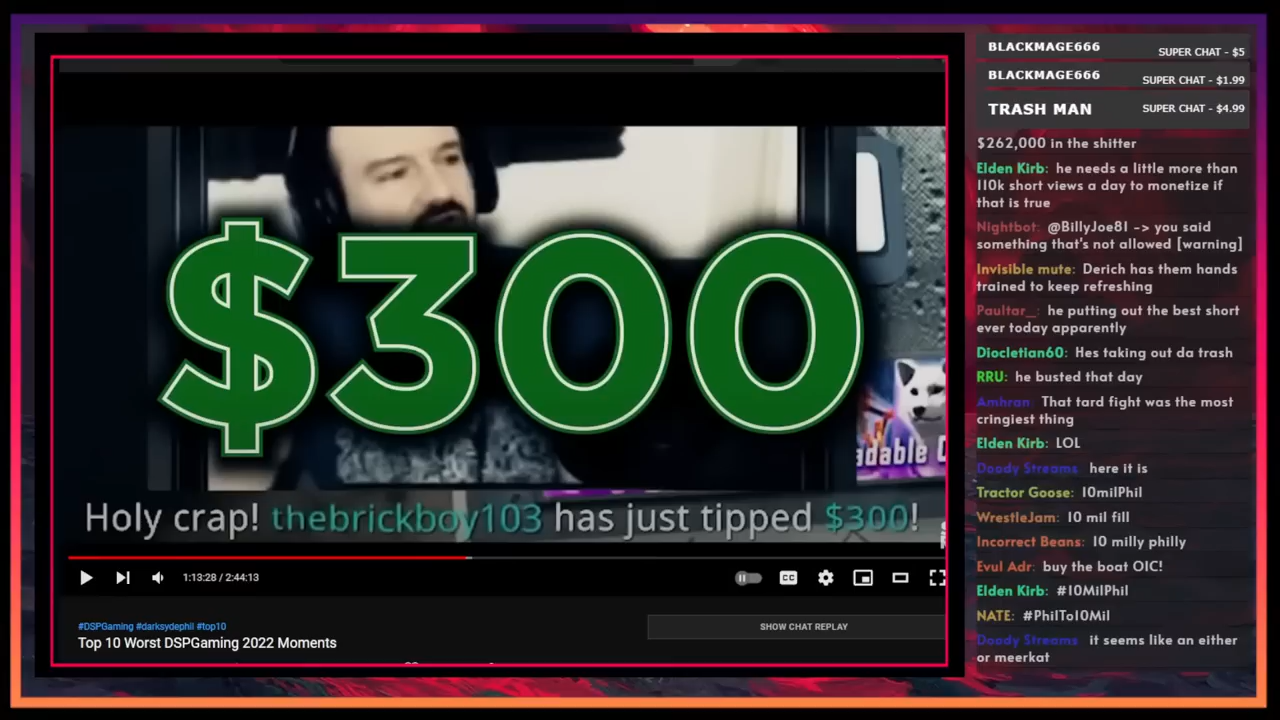 $300
Holy crap! thebrickboy103 has just tipped $300!
1:13:28 / 2:44:13
CC
#DSPGaming #darksydephil #top10
Top 10 Worst DSPGaming 2022 Moments
SHOW CHAT REPLAY
BLACKMAGE666 SUPER CHAT - $5
BLACKMAGE666 SUPER CHAT - $1.99
TRASH MAN SUPER CHAT - $4.99
$262,000 in the shitter
Elden Kirb: he needs a little more than
110k short views a day to monetize if
that is true
Nightbot: @BillyJoe81 -> you said
something that's not allowed [warning]
Invisible mute: Derich has them hands
trained to keep refreshing
Paultar_: he putting out the best short
ever today apparently
Diocletian60: Hes taking out da trash
RRU: he busted that day
Amhran: That tard fight was the most
cringiest thing
Elden Kirb: LOL
Doody Streams here it is
Tractor Goose: 10milPhil
WrestleJam: 10 mil fill
Incorrect Beans: 10 milly philly
Evul Adr: buy the boat OIC!
Elden Kirb: #10MilPhil
NATE: #PhilTo10Mil
Doody Streams it seems like an either
or meerkat